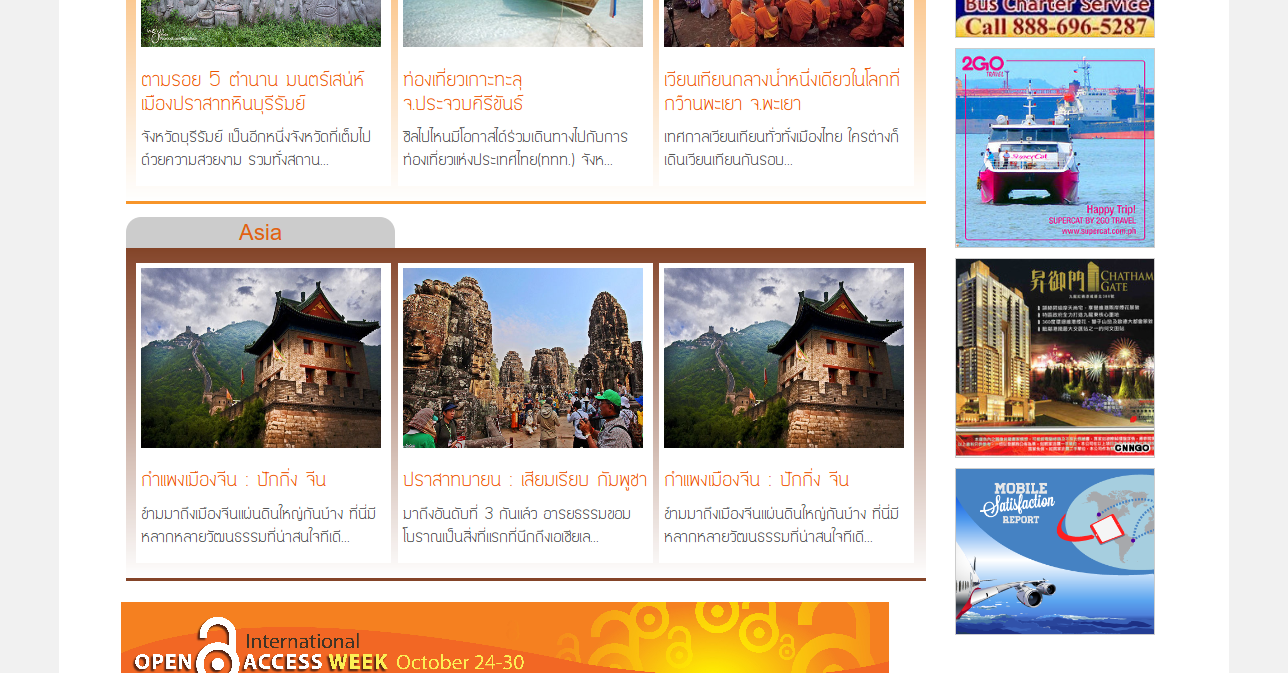 ตามรอย 5 ตำนาน มนตร์เสน่ห์
เมืองปราสาทหินบุรีรัมย์
จังหวัดบุรีรัมย์ เป็นอีกหนึ่งจังหวัดที่เต็มไป
ด้วยความสวยงาม รวมทั้งสถาน...
ท่องเที่ยวเกาะทะลุ
จ.ประจวบคีรีขันธ์
ซิลไปไหนมีโอกาสได้ร่วมเดินทางไปกับการ
ท่องเที่ยวแห่งประเทศไทย(ททท.) จังห...
เวียนเทียนกลางน้ำหนึ่งเดียวในโลกที่
กว๊านพะเยา จ.พะเยา
เทศกาลเวียนเทียนทั่วทั้งเมืองไทย ใครต่างก็
เดินเวียนเทียนกันรอบ...
Asia
กำแพงเมืองจีน : ปักกิ่ง จีน
ข้ามมาถึงเมืองจีนแผ่นดินใหญ่กันบ้าง ที่นี่มี
หลากหลายวัฒนธรรมที่น่าสนใจทีเดี...
ปราสาทบายน : เสียมเรียบ กัมพูชา
มาถึงอันดับที่ 3 กันแล้ว อารยธรรมขอม
โบราณเป็นสิ่งที่แรกที่นึกถึงเอเชียเล...
กำแพงเมืองจีน : ปักกิ่ง จีน
ข้ามมาถึงเมืองจีนแผ่นดินใหญ่กันบ้าง ที่นี่มี
หลากหลายวัฒนธรรมที่น่าสนใจทีเดี...
International
OPEN ACCESS WEEK October 24-30
Bus Charter Service
Call 888-696-5287
2GO
TRAVEL
SuperCat
Happy Trip!
SUPERCAT BY 2GO TRAVEL
www.supercat.com.ph
昇御門 CHATHAM
GATE
CNNGO
MOBILE
Satisfaction
REPORT